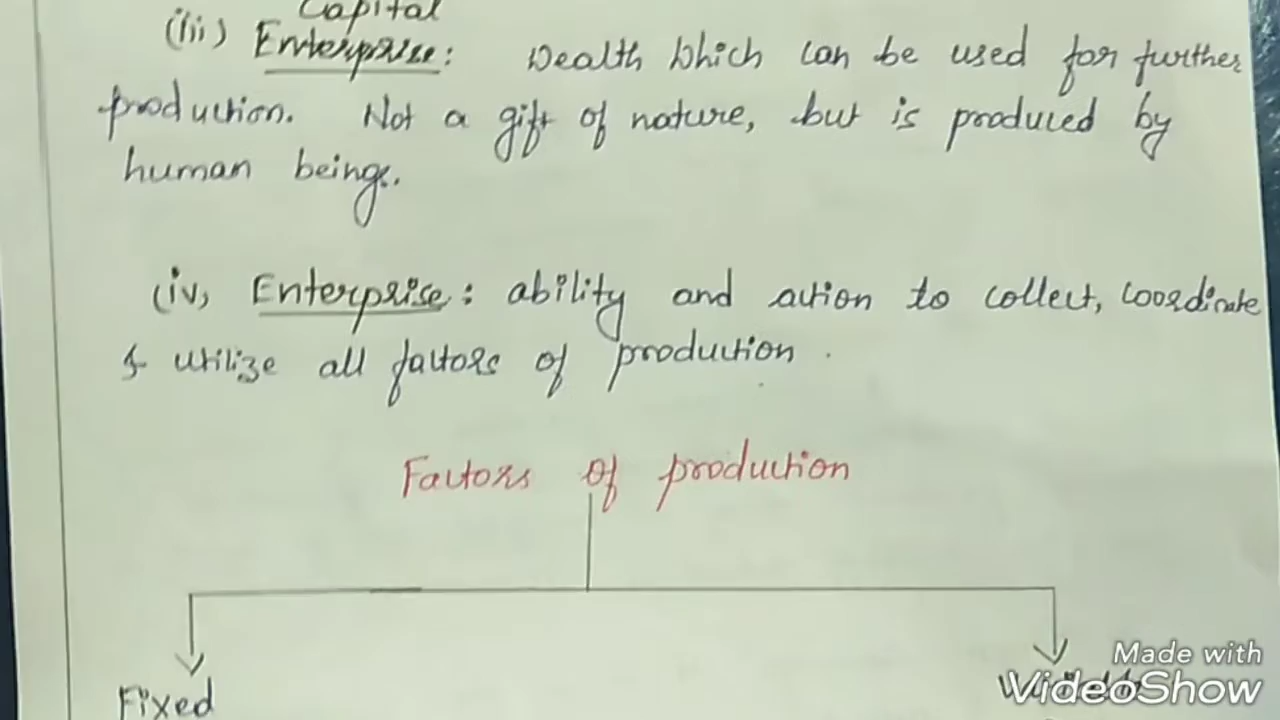 Capital
(iii) Enterprise: Wealth which can be used for further
production. Not a gift of nature, but is produced by
human beings.
(iv) Enterprise: ability and action to collect, coordinate
& utilize all factors of production.
Factors of production
Fixed
Made with
VideoShow